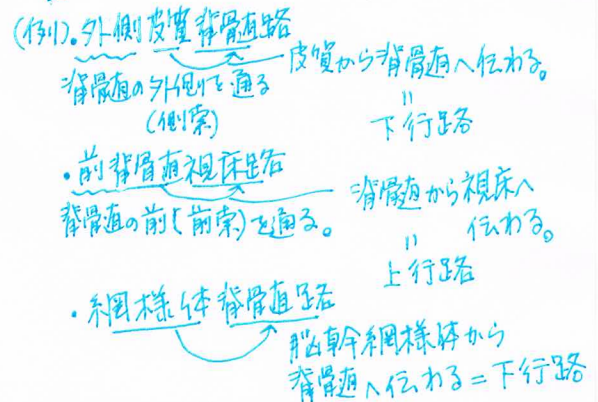 (例)・外側皮質脊髄路
皮質から脊髄へ伝わる。
脊髄の外側を通る
(側索)
＝
下行路
・前脊髄視床路
脊髄から視床へ
伝わる。
脊髄の前(前索)を通る。
＝
上行路
・網様体脊髄路
脳幹網様体から
脊髄へ伝わる＝下行路